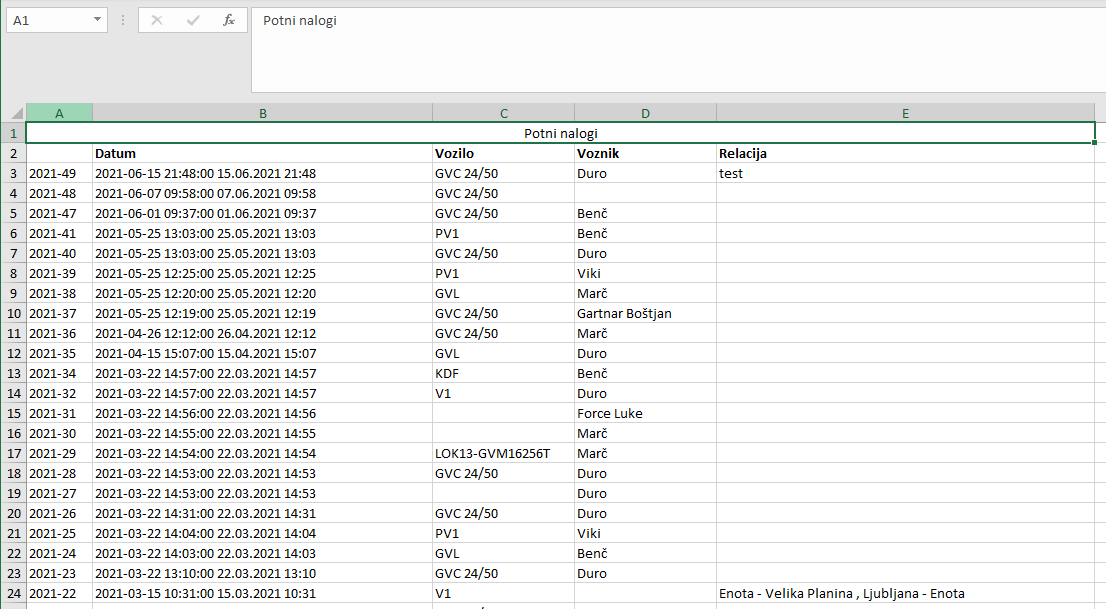 A1 fx Potni nalogi
A B C D E
1 Potni nalogi
2 Datum Vozilo Voznik Relacija
3 2021-49 2021-06-15 21:48:00 15.06.2021 21:48 GVC 24/50 Duro test
4 2021-48 2021-06-07 09:58:00 07.06.2021 09:58 GVC 24/50
5 2021-47 2021-06-01 09:37:00 01.06.2021 09:37 GVC 24/50 Benč
6 2021-41 2021-05-25 13:03:00 25.05.2021 13:03 PV1 Benč
7 2021-40 2021-05-25 13:03:00 25.05.2021 13:03 GVC 24/50 Duro
8 2021-39 2021-05-25 12:25:00 25.05.2021 12:25 PV1 Viki
9 2021-38 2021-05-25 12:20:00 25.05.2021 12:20 GVL Marč
10 2021-37 2021-05-25 12:19:00 25.05.2021 12:19 GVC 24/50 Gartnar Boštjan
11 2021-36 2021-04-26 12:12:00 26.04.2021 12:12 GVC 24/50 Marč
12 2021-35 2021-04-15 15:07:00 15.04.2021 15:07 GVL Duro
13 2021-34 2021-03-22 14:57:00 22.03.2021 14:57 KDF Benč
14 2021-32 2021-03-22 14:57:00 22.03.2021 14:57 V1 Duro
15 2021-31 2021-03-22 14:56:00 22.03.2021 14:56 Force Luke
16 2021-30 2021-03-22 14:55:00 22.03.2021 14:55 Marč
17 2021-29 2021-03-22 14:54:00 22.03.2021 14:54 LOK13-GVM16256T Marč
18 2021-28 2021-03-22 14:53:00 22.03.2021 14:53 GVC 24/50 Duro
19 2021-27 2021-03-22 14:53:00 22.03.2021 14:53 Duro
20 2021-26 2021-03-22 14:31:00 22.03.2021 14:31 GVC 24/50 Duro
21 2021-25 2021-03-22 14:04:00 22.03.2021 14:04 PV1 Viki
22 2021-24 2021-03-22 14:03:00 22.03.2021 14:03 GVL Benč
23 2021-23 2021-03-22 13:10:00 22.03.2021 13:10 GVC 24/50 Duro
24 2021-22 2021-03-15 10:31:00 15.03.2021 10:31 V1 Enota - Velika Planina , Ljubljana - Enota